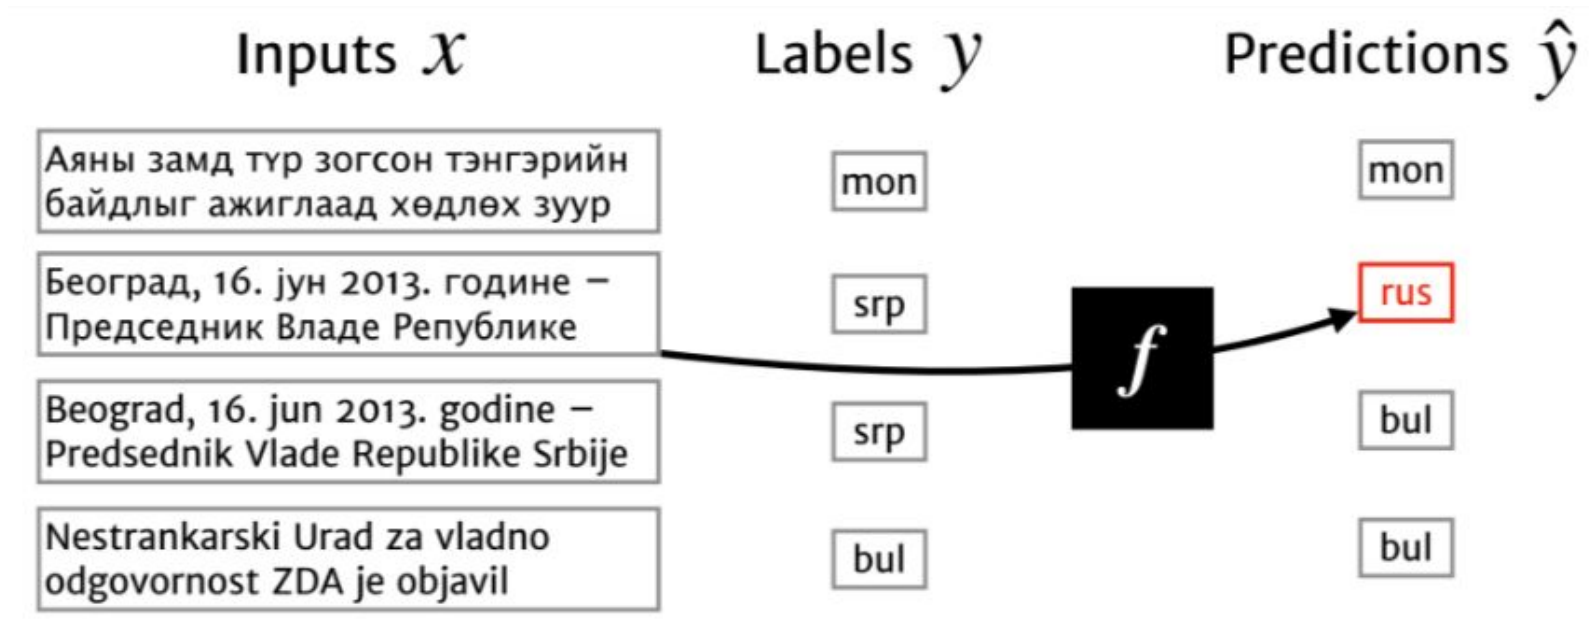 Inputs x Labels y Predictions ŷ
Аяны замд түр зогсон тэнгэрийн
байдлыг ажиглаад хөдлөх зуур
mon
mon
Београд, 16. јун 2013. године –
Председник Владе Републике
srp
rus
f
Beograd, 16. jun 2013. godine –
Predsednik Vlade Republike Srbije
srp
bul
Nestrankarski Urad za vladno
odgovornost ZDA je objavil
bul
bul